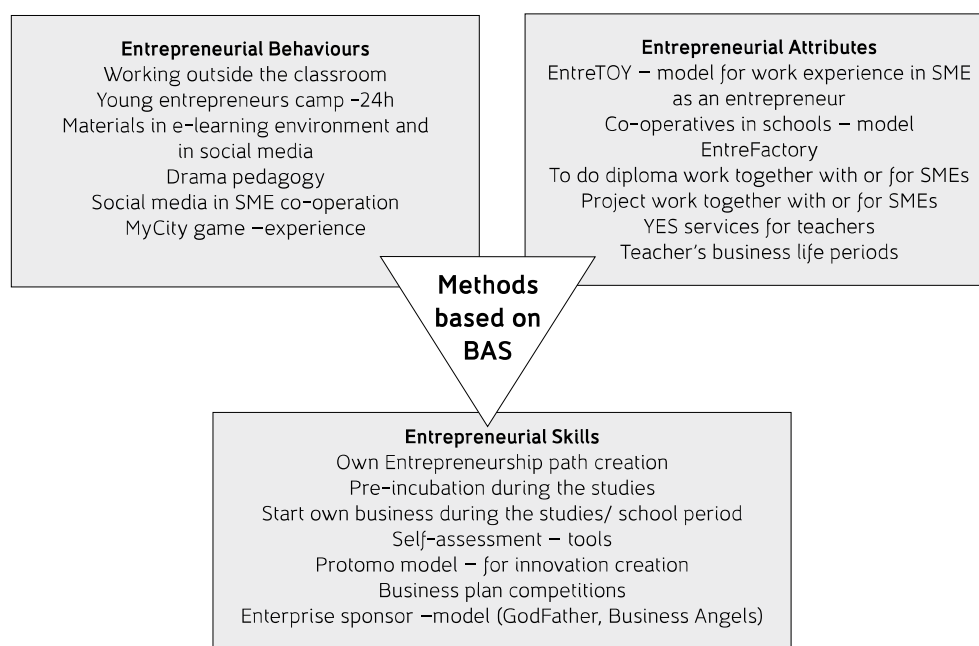 Entrepreneurial Behaviours
Working outside the classroom
Young entrepreneurs camp -24h
Materials in e-learning environment and
in social media
Drama pedagogy
Social media in SME co-operation
MyCity game –experience
Entrepreneurial Attributes
EntreTOY – model for work experience in SME
as an entrepreneur
Co-operatives in schools – model
EntreFactory
To do diploma work together with or for SMEs
Project work together with or for SMEs
YES services for teachers
Teacher's business life periods
Methods
based on
BAS
Entrepreneurial Skills
Own Entrepreneurship path creation
Pre-incubation during the studies
Start own business during the studies/ school period
Self-assessment – tools
Protomo model – for innovation creation
Business plan competitions
Enterprise sponsor –model (GodFather, Business Angels)